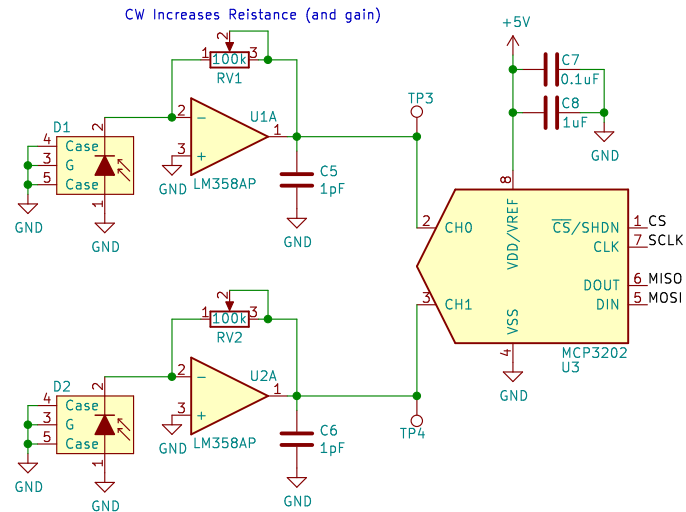 CW Increases Reistance (and gain)
2
1
100k
3
RV1
D1
2
4
Case
3
G
5
Case
1
GND
GND
2
−
U1A
1
3
+
LM358AP
GND
C5
1pF
GND
TP3
+5V
C7
0.1uF
C8
1uF
GND
8
VDD/VREF
2
CH0
CS/SHDN
1
CS
CLK
7
SCLK
DOUT
6
MISO
3
CH1
DIN
5
MOSI
VSS
4
MCP3202
U3
GND
2
1
100k
3
RV2
D2
2
4
Case
3
G
5
Case
1
GND
GND
2
−
U2A
1
3
+
LM358AP
GND
C6
1pF
GND
TP4